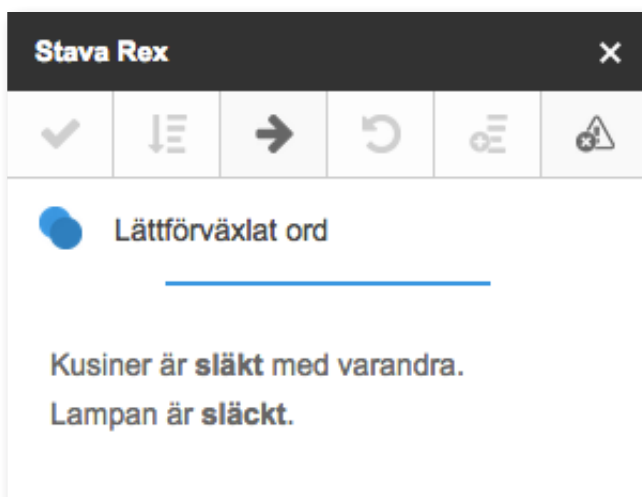 Stava Rex
Lättförväxlat ord
Kusiner är släkt med varandra.
Lampan är släckt.